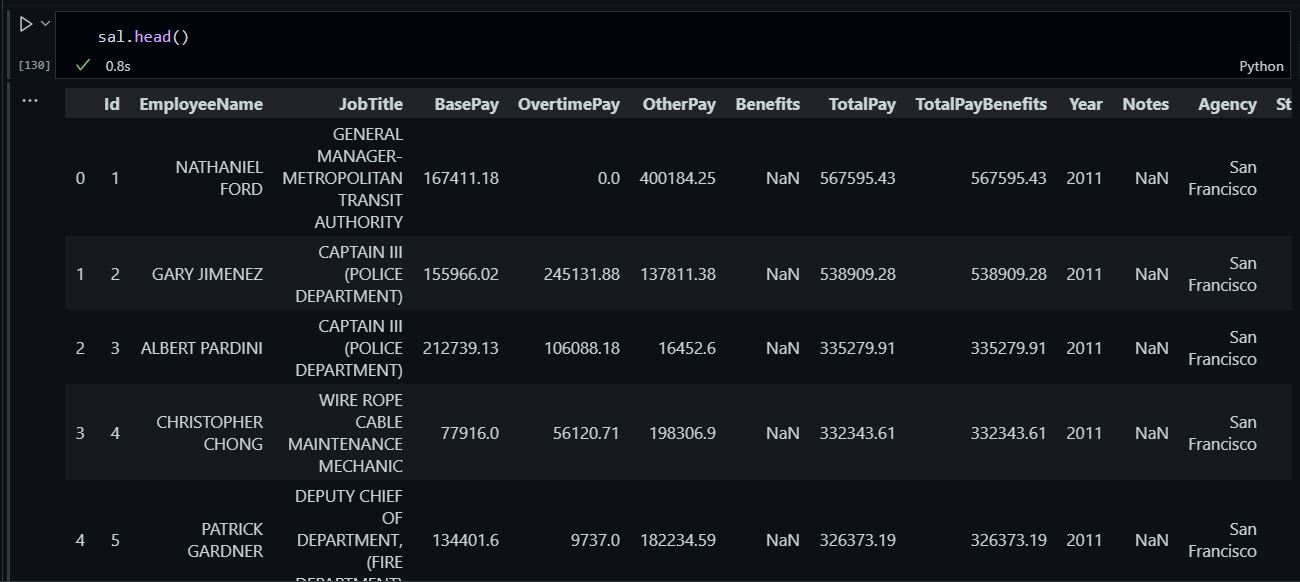 sal.head()
[130]
0.8s
Python
...
Id EmployeeName JobTitle BasePay OvertimePay OtherPay Benefits TotalPay TotalPayBenefits Year Notes Agency St
0 1 NATHANIEL FORD GENERAL MANAGER-METROPOLITAN TRANSIT AUTHORITY 167411.18 0.0 400184.25 NaN 567595.43 567595.43 2011 NaN San Francisco
1 2 GARY JIMENEZ CAPTAIN III (POLICE DEPARTMENT) 155966.02 245131.88 137811.38 NaN 538909.28 538909.28 2011 NaN San Francisco
2 3 ALBERT PARDINI CAPTAIN III (POLICE DEPARTMENT) 212739.13 106088.18 16452.6 NaN 335279.91 335279.91 2011 NaN San Francisco
3 4 CHRISTOPHER CHONG WIRE ROPE CABLE MAINTENANCE MECHANIC 77916.0 56120.71 198306.9 NaN 332343.61 332343.61 2011 NaN San Francisco
4 5 PATRICK GARDNER DEPUTY CHIEF OF DEPARTMENT, (FIRE DEPARTMENT) 134401.6 9737.0 182234.59 NaN 326373.19 326373.19 2011 NaN San Francisco